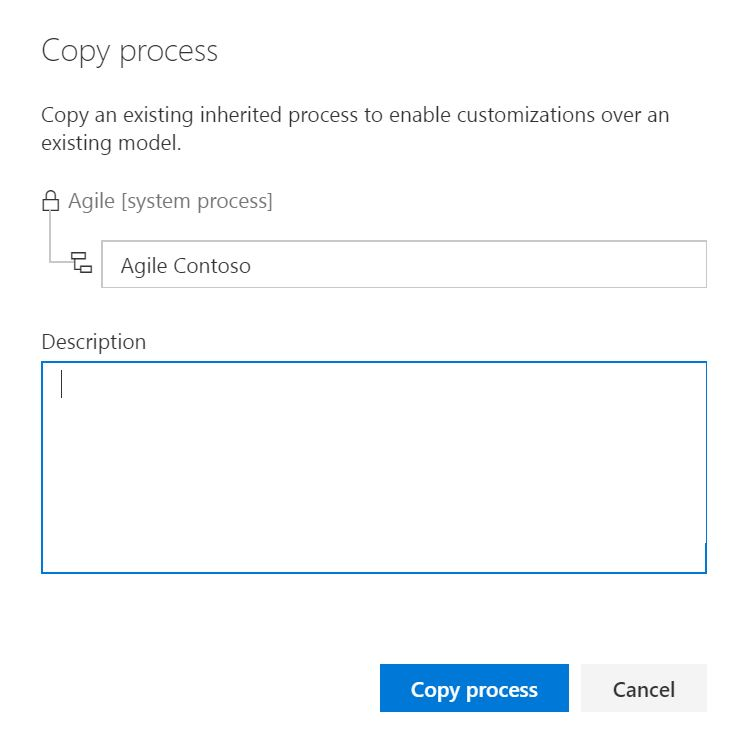 Copy process
Copy an existing inherited process to enable customizations over an
existing model.
Agile [system process]
Agile Contoso
Description
Copy process
Cancel